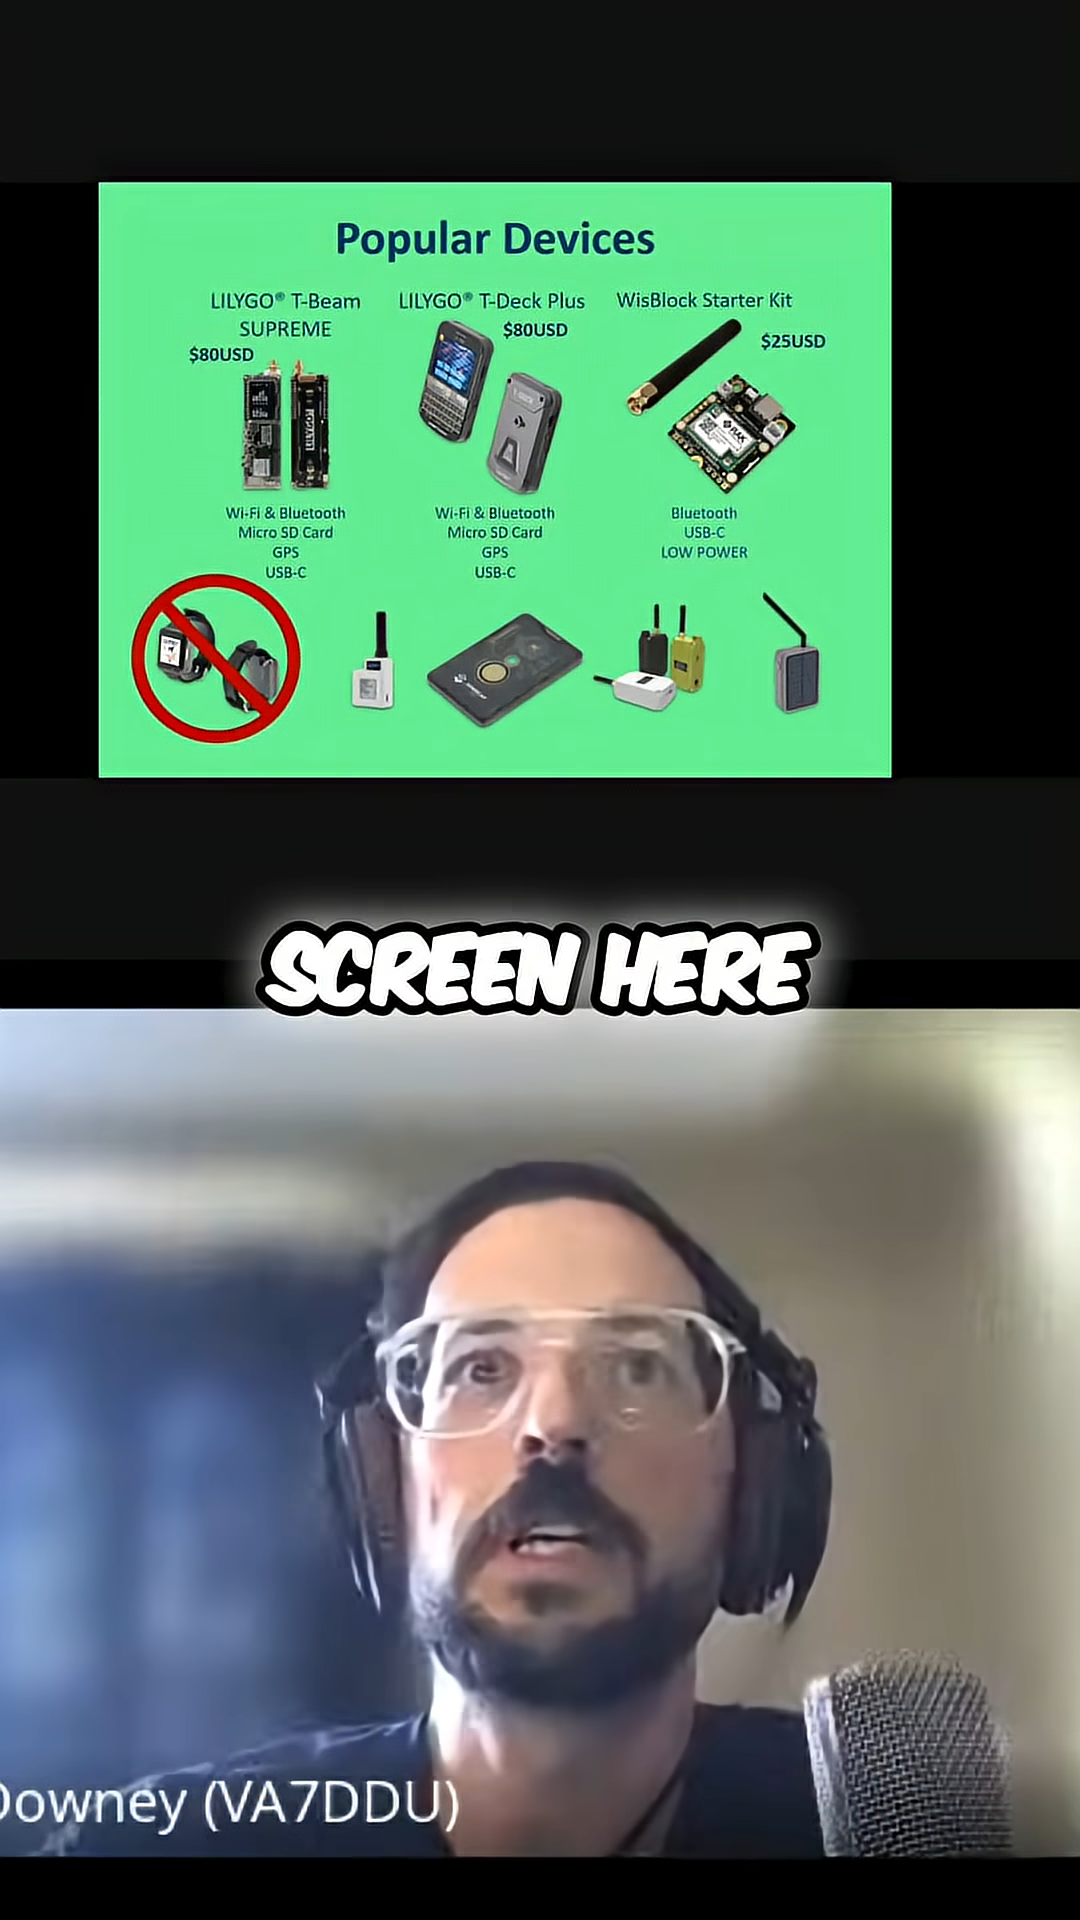 Popular Devices
LILYGO® T-Beam
SUPREME
$80USD
LILYGO® T-Deck Plus
$80USD
WisBlock Starter Kit
$25USD
Wi-Fi & Bluetooth
Micro SD Card
GPS
USB-C
Wi-Fi & Bluetooth
Micro SD Card
GPS
USB-C
Bluetooth
USB-C
LOW POWER
SCREEN HERE
Downey (VA7DDU)